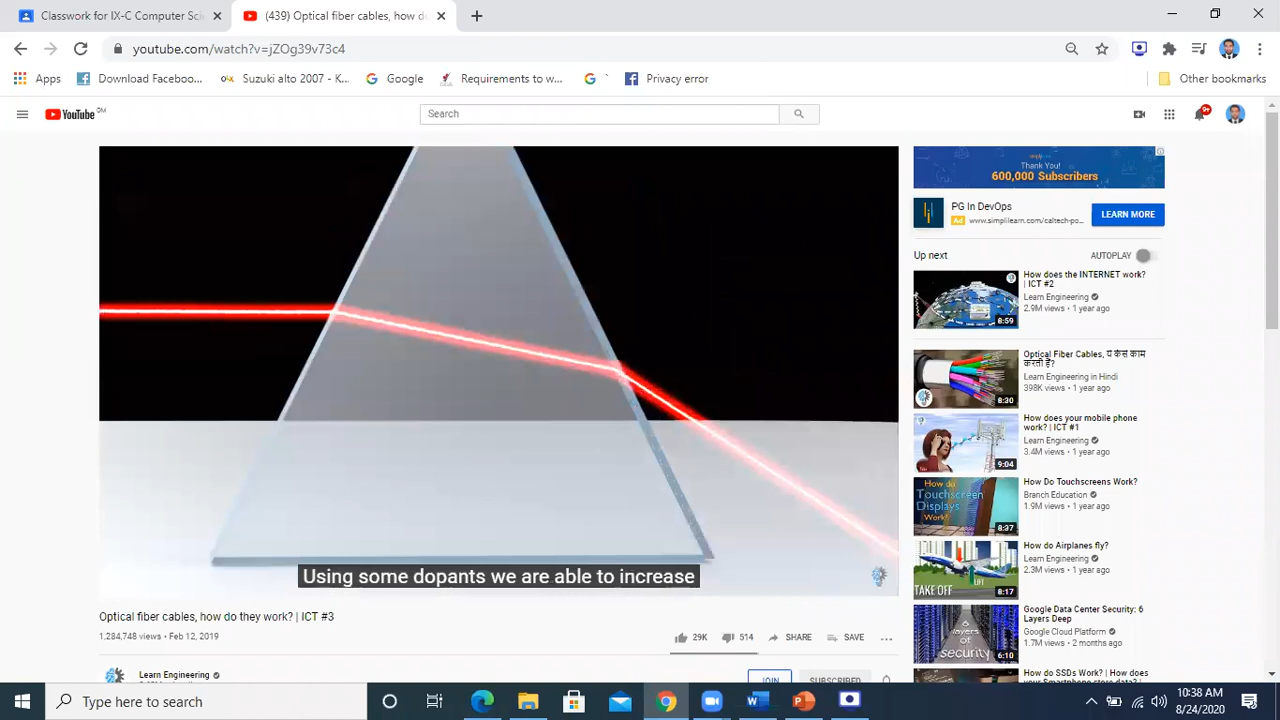 Classwork for IX-C Computer Sci
(439) Optical fiber cables, how do
youtube.com/watch?v=jZOg39v73c4
Apps
Download Faceboo...
Suzuki alto 2007 - K...
Google
Requirements to w...
Privacy error
Other bookmarks
YouTube
Search
9+
Thank You!
600,000 Subscribers
PG In DevOps
Ad www.simplilearn.com/caltech-po...
LEARN MORE
Up next
AUTOPLAY
How does the INTERNET work?
| ICT #2
Learn Engineering
2.9M views • 1 year ago
8:59
Optical Fiber Cables, ये कैसे काम
करती है?
Learn Engineering in Hindi
398K views • 1 year ago
8:30
How does your mobile phone
work? | ICT #1
Learn Engineering
3.4M views • 1 year ago
9:04
How do
Touchscreen
Displays
Work?
8:37
How Do Touchscreens Work?
Branch Education
1.9M views • 1 year ago
TAKE OFF
LIFT
8:17
How do Airplanes fly?
Learn Engineering
2.3M views • 1 year ago
6 layers
of
security
6:10
Google Data Center Security: 6
Layers Deep
Google Cloud Platform
1.7M views • 2 months ago
How do SSDs Work? | How does
Using some dopants we are able to increase
Optical fiber cables, how do they work? | ICT #3
1,284,748 views • Feb 12, 2019
29K
514
SHARE
SAVE
Learn Engineering
JOIN
SUBSCRIBED
Type here to search
10:38 AM
8/24/2020